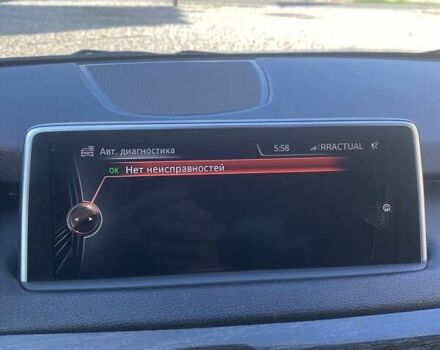 Авт. диагностика 5:58 RRACTUAL
OK Нет неисправностей